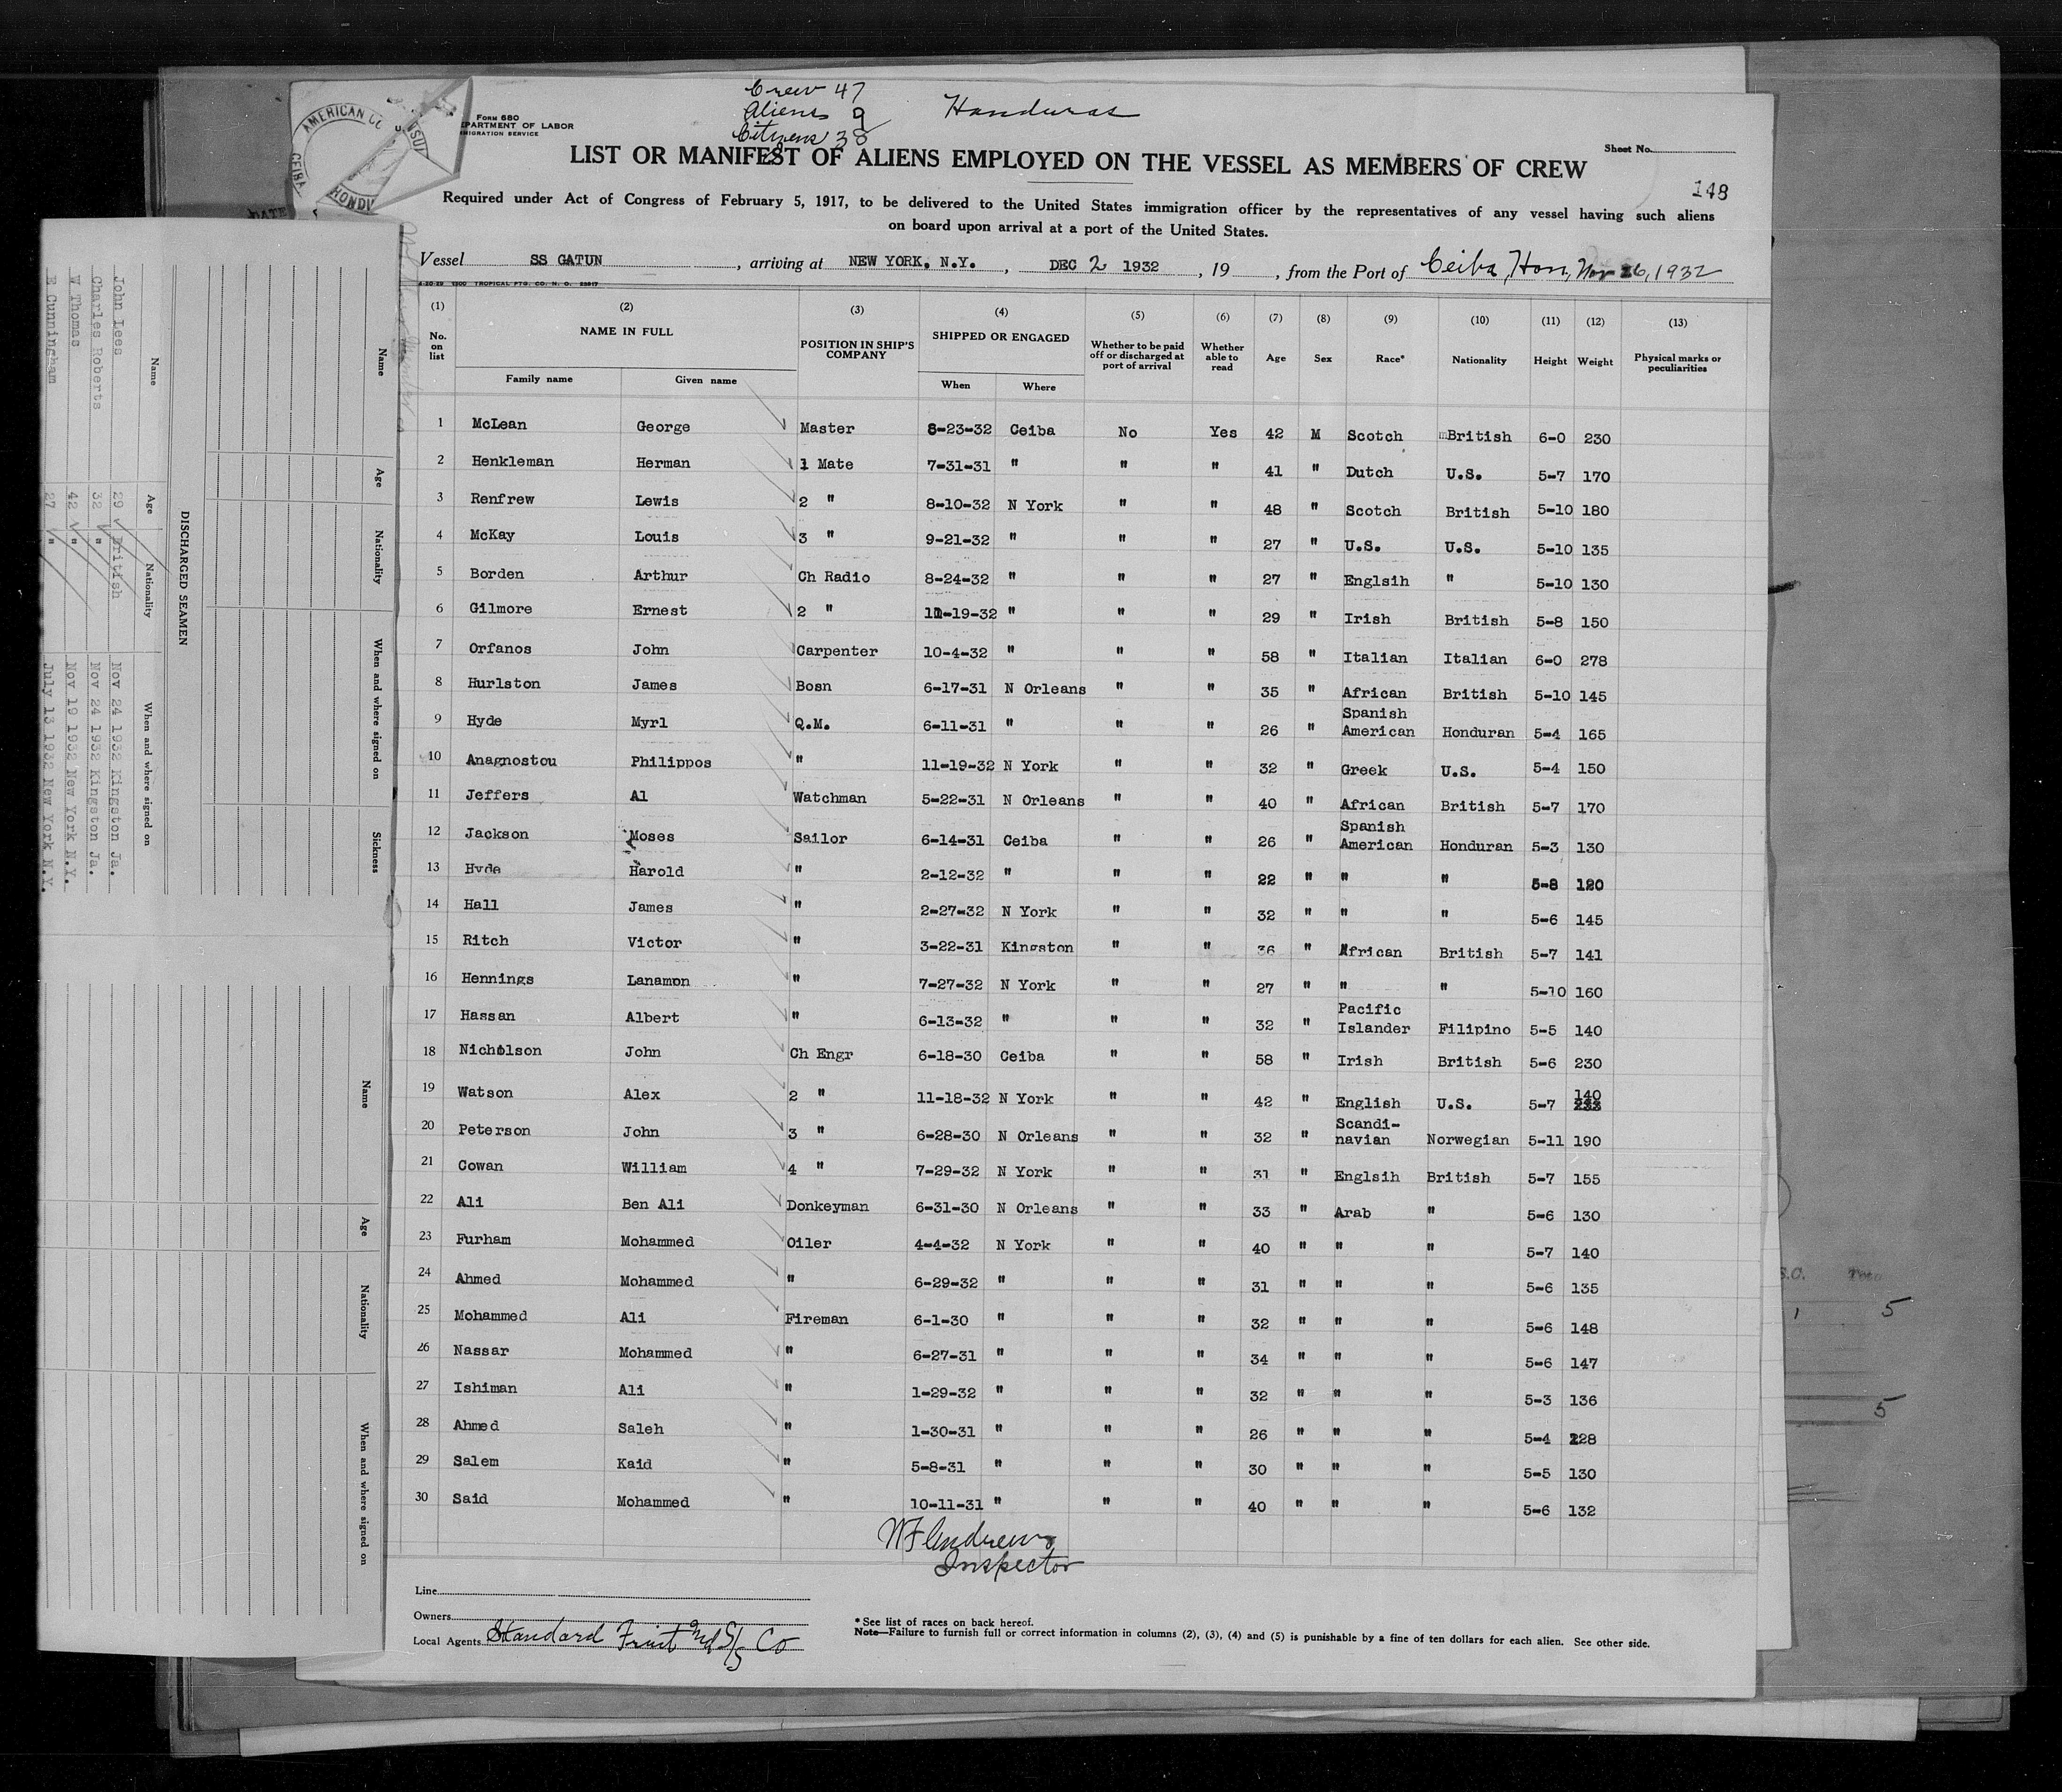 Crew 47
Aliens 9
Citizens 38
Honduras
AMERICAN CONSUL
CEIBA HONDU
FORM 680
DEPARTMENT OF LABOR
IMMIGRATION SERVICE
Sheet No.
LIST OR MANIFEST OF ALIENS EMPLOYED ON THE VESSEL AS MEMBERS OF CREW
148
Required under Act of Congress of February 5, 1917, to be delivered to the United States immigration officer by the representatives of any vessel having such aliens
on board upon arrival at a port of the United States.
Vessel SS GATUN, arriving at NEW YORK, N.Y., DEC 2 1932, 19, from the Port of Ceiba, Hon, Nov 26, 1932
(1) (2) (3) (4) (5) (6) (7) (8) (9) (10) (11) (12) (13)
No. on list NAME IN FULL Family name Given name POSITION IN SHIP'S COMPANY SHIPPED OR ENGAGED When Where Whether to be paid off or discharged at port of arrival Whether able to read Age Sex Race* Nationality Height Weight Physical marks or peculiarities
1 McLean George Master 8-23-32 Ceiba No Yes 42 M Scotch British 6-0 230
2 Henkleman Herman 1 Mate 7-31-31 " " " 41 " Dutch U.S. 5-7 170
3 Renfrew Lewis 2 " 8-10-32 N York " " 48 " Scotch British 5-10 180
4 McKay Louis 3 " 9-21-32 " " " 27 " U.S. U.S. 5-10 135
5 Borden Arthur Ch Radio 8-24-32 " " " 27 " Englsih " 5-10 130
6 Gilmore Ernest 2 " 11-19-32 " " " 29 " Irish British 5-8 150
7 Orfanos John Carpenter 10-4-32 " " " 58 " Italian Italian 6-0 278
8 Hurlston James Bosn 6-17-31 N Orleans " " 35 " African British 5-10 145
9 Hyde Myrl Q.M. 6-11-31 " " " 26 " Spanish American Honduran 5-4 165
10 Anagnostou Philippos " 11-19-32 N York " " 32 " Greek U.S. 5-4 150
11 Jeffers Al Watchman 5-22-31 N Orleans " " 40 " African British 5-7 170
12 Jackson Moses Sailor 6-14-31 Ceiba " " 26 " Spanish American Honduran 5-3 130
13 Hyde Harold " 2-12-32 " " " 22 " " " 5-8 120
14 Hall James " 2-27-32 N York " " 32 " " " 5-6 145
15 Ritch Victor " 3-22-31 Kingston " " 36 " African British 5-7 141
16 Hennings Lanamon " 7-27-32 N York " " 27 " " " 5-10 160
17 Hassan Albert " 6-13-32 " " " 32 " Pacific Islander Filipino 5-5 140
18 Nicholson John Ch Engr 6-18-30 Ceiba " " 58 " Irish British 5-6 230
19 Watson Alex 2 " 11-18-32 N York " " 42 " English U.S. 5-7 140
20 Peterson John 3 " 6-28-30 N Orleans " " 32 " Scandi-navian Norwegian 5-11 190
21 Cowan William 4 " 7-29-32 N York " " 31 " Englsih British 5-7 155
22 Ali Ben Ali Donkeyman 6-31-30 N Orleans " " 33 " Arab " 5-6 130
23 Furham Mohammed Oiler 4-4-32 N York " " 40 " " " 5-7 140
24 Ahmed Mohammed " 6-29-32 " " " 31 " " " 5-6 135
25 Mohammed Ali Fireman 6-1-30 " " " 32 " " " 5-6 148
26 Nassar Mohammed " 6-27-31 " " " 34 " " " 5-6 147
27 Ishiman Ali " 1-29-32 " " " 32 " " " 5-3 136
28 Ahmed Saleh " 1-30-31 " " " 26 " " " 5-4 128
29 Salem Kaid " 5-8-31 " " " 30 " " " 5-5 130
30 Said Mohammed " 10-11-31 " " " 40 " " " 5-6 132
W F Andrews
Inspector
Line
Owners
Local Agents Standard Fruit and S/S Co
* See list of races on back hereof.
Note—Failure to furnish full or correct information in columns (2), (3), (4) and (5) is punishable by a fine of ten dollars for each alien. See other side.
Name Age Nationality When and where signed on Sickness
DISCHARGED SEAMEN
Name Age Nationality When and where signed on
John Lees 29 British Nov 24 1932 Kingston Ja.
Charles Roberts 32 " Nov 24 1932 Kingston Ja.
W Thomas 42 " Nov 19 1932 New York N.Y.
E Cunningham 27 " July 13 1932 New York N.Y.
Name Age Nationality When and where signed on
5
5